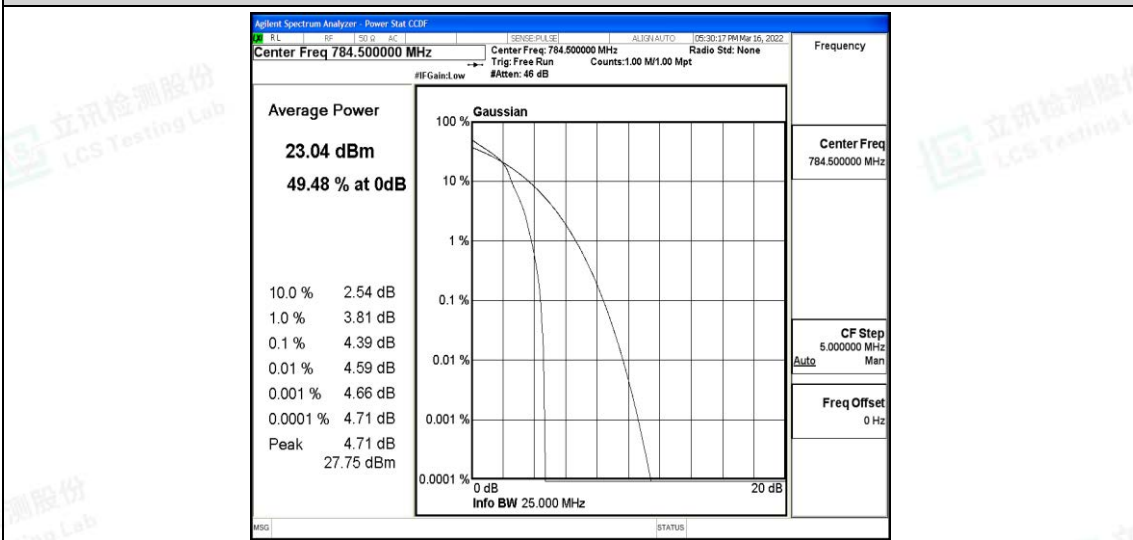 Agilent Spectrum Analyzer - Power Stat CCDF
RL RF 50 Ω AC SENSE:PULSE ALIGN AUTO 05:30:17 PM Mar 16, 2022
Center Freq 784.500000 MHz
Center Freq: 784.500000 MHz Radio Std: None
Trig: Free Run Counts:1.00 M/1.00 Mpt
#IFGain:Low #Atten: 46 dB
Frequency
Center Freq
784.500000 MHz
CF Step
5.000000 MHz
Auto Man
Freq Offset
0 Hz
Average Power
23.04 dBm
49.48 % at 0dB
10.0 % 2.54 dB
1.0 % 3.81 dB
0.1 % 4.39 dB
0.01 % 4.59 dB
0.001 % 4.66 dB
0.0001 % 4.71 dB
Peak 4.71 dB
27.75 dBm
Gaussian
100 %
10 %
1 %
0.1 %
0.01 %
0.001 %
0.0001 %
0 dB 20 dB
Info BW 25.000 MHz
MSG STATUS
立讯检测股份
LCS Testing Lab
立讯检测股份
LCS Testing L
测股份